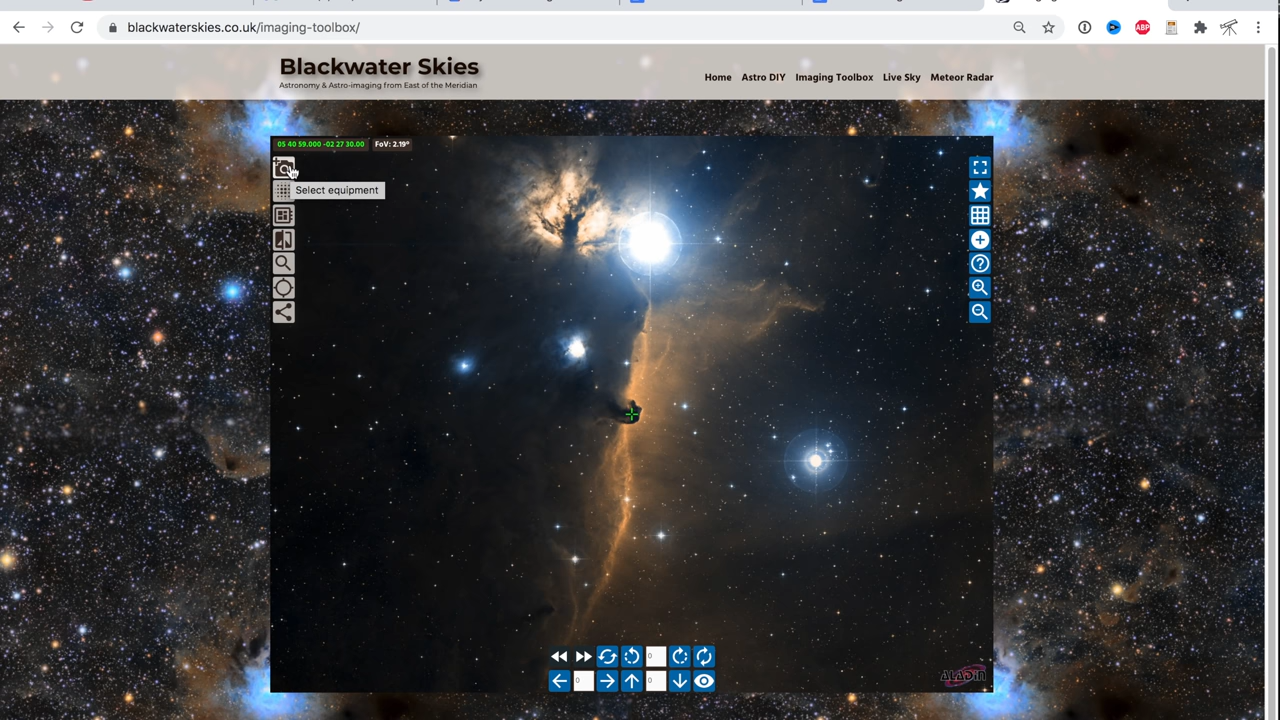 blackwaterskies.co.uk/imaging-toolbox/
ABP
Blackwater Skies
Astronomy & Astro-imaging from East of the Meridian
Home Astro DIY Imaging Toolbox Live Sky Meteor Radar
05 40 59.000 -02 27 30.00 FoV: 2.19°
Select equipment
0
0 0
ALADIN